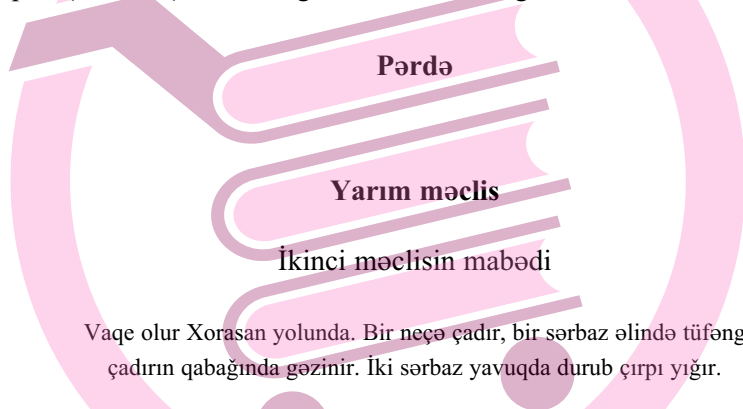 Pərdə
Yarım məclis
İkinci məclisin mabədi
Vaqe olur Xorasan yolunda. Bir neçə çadır, bir sərbaz əlində tüfəng
çadırın qabağında gəzinir. İki sərbaz yavuqda durub çırpı yığır.